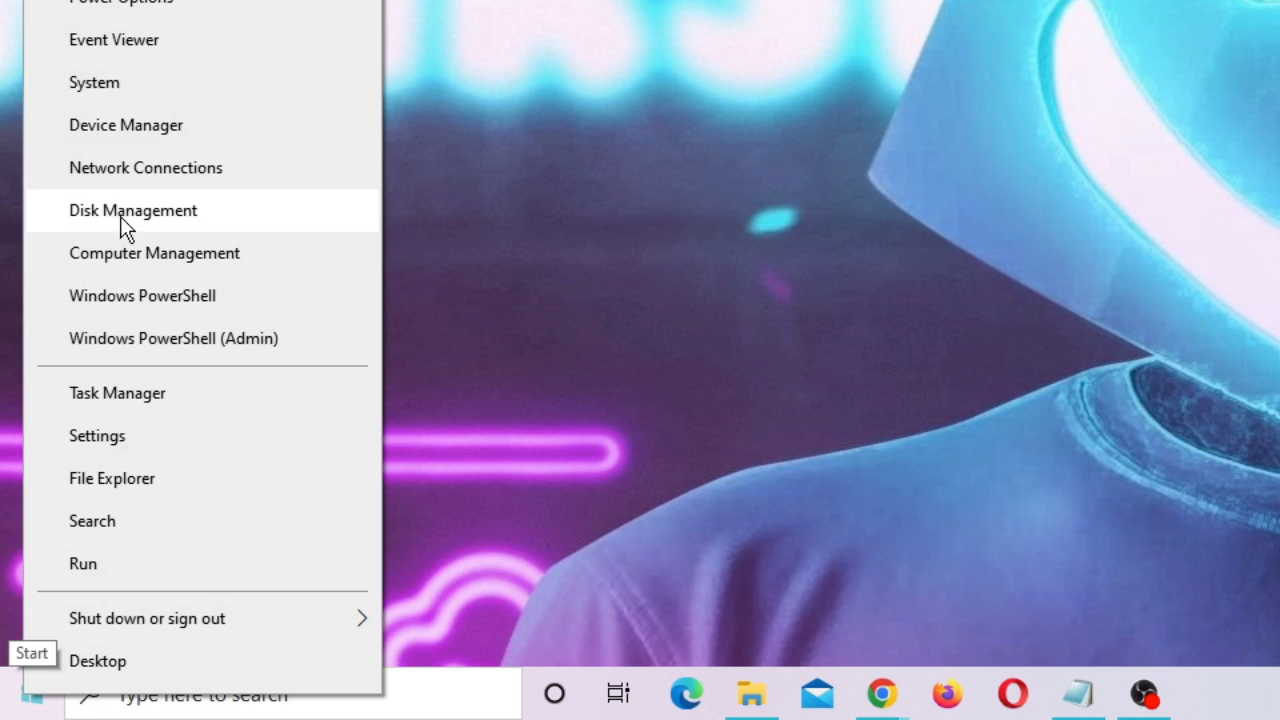 Power Options
Event Viewer
System
Device Manager
Network Connections
Disk Management
Computer Management
Windows PowerShell
Windows PowerShell (Admin)
Task Manager
Settings
File Explorer
Search
Run
Shut down or sign out
Desktop
Start
Type here to search